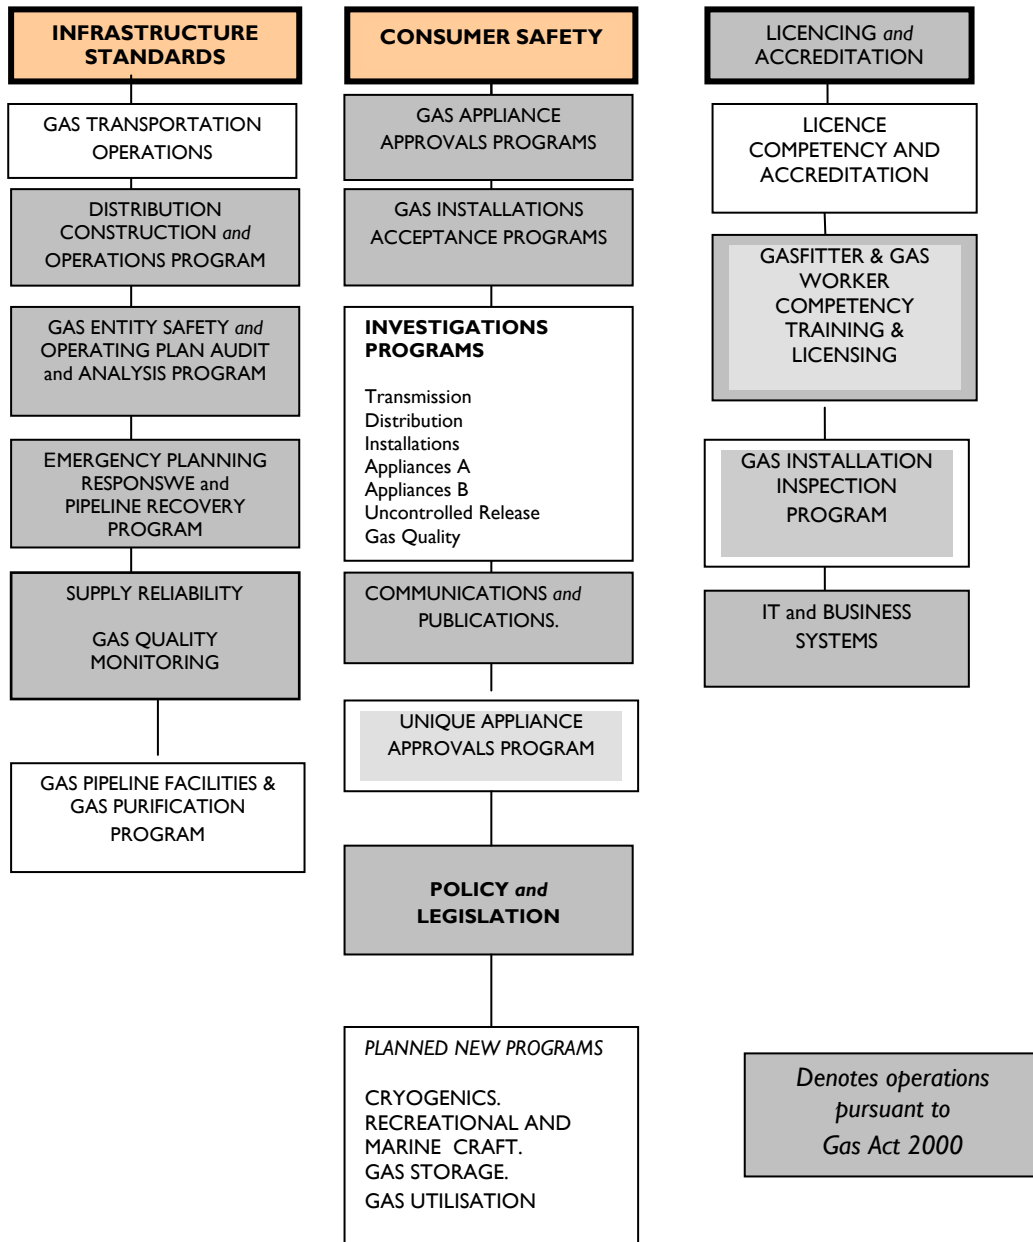 INFRASTRUCTURE
STANDARDS
GAS TRANSPORTATION
OPERATIONS
DISTRIBUTION
CONSTRUCTION and
OPERATIONS PROGRAM
GAS ENTITY SAFETY and
OPERATING PLAN AUDIT
and ANALYSIS PROGRAM
EMERGENCY PLANNING
RESPONSWE and
PIPELINE RECOVERY
PROGRAM
SUPPLY RELIABILITY
GAS QUALITY
MONITORING
GAS PIPELINE FACILITIES &
GAS PURIFICATION
PROGRAM
CONSUMER SAFETY
GAS APPLIANCE
APPROVALS PROGRAMS
GAS INSTALLATIONS
ACCEPTANCE PROGRAMS
INVESTIGATIONS
PROGRAMS
Transmission
Distribution
Installations
Appliances A
Appliances B
Uncontrolled Release
Gas Quality
COMMUNICATIONS and
PUBLICATIONS.
UNIQUE APPLIANCE
APPROVALS PROGRAM
POLICY and
LEGISLATION
PLANNED NEW PROGRAMS
CRYOGENICS.
RECREATIONAL AND
MARINE CRAFT.
GAS STORAGE.
GAS UTILISATION
LICENCING and
ACCREDITATION
LICENCE
COMPETENCY AND
ACCREDITATION
GASFITTER & GAS
WORKER
COMPETENCY
TRAINING &
LICENSING
GAS INSTALLATION
INSPECTION
PROGRAM
IT and BUSINESS
SYSTEMS
Denotes operations
pursuant to
Gas Act 2000